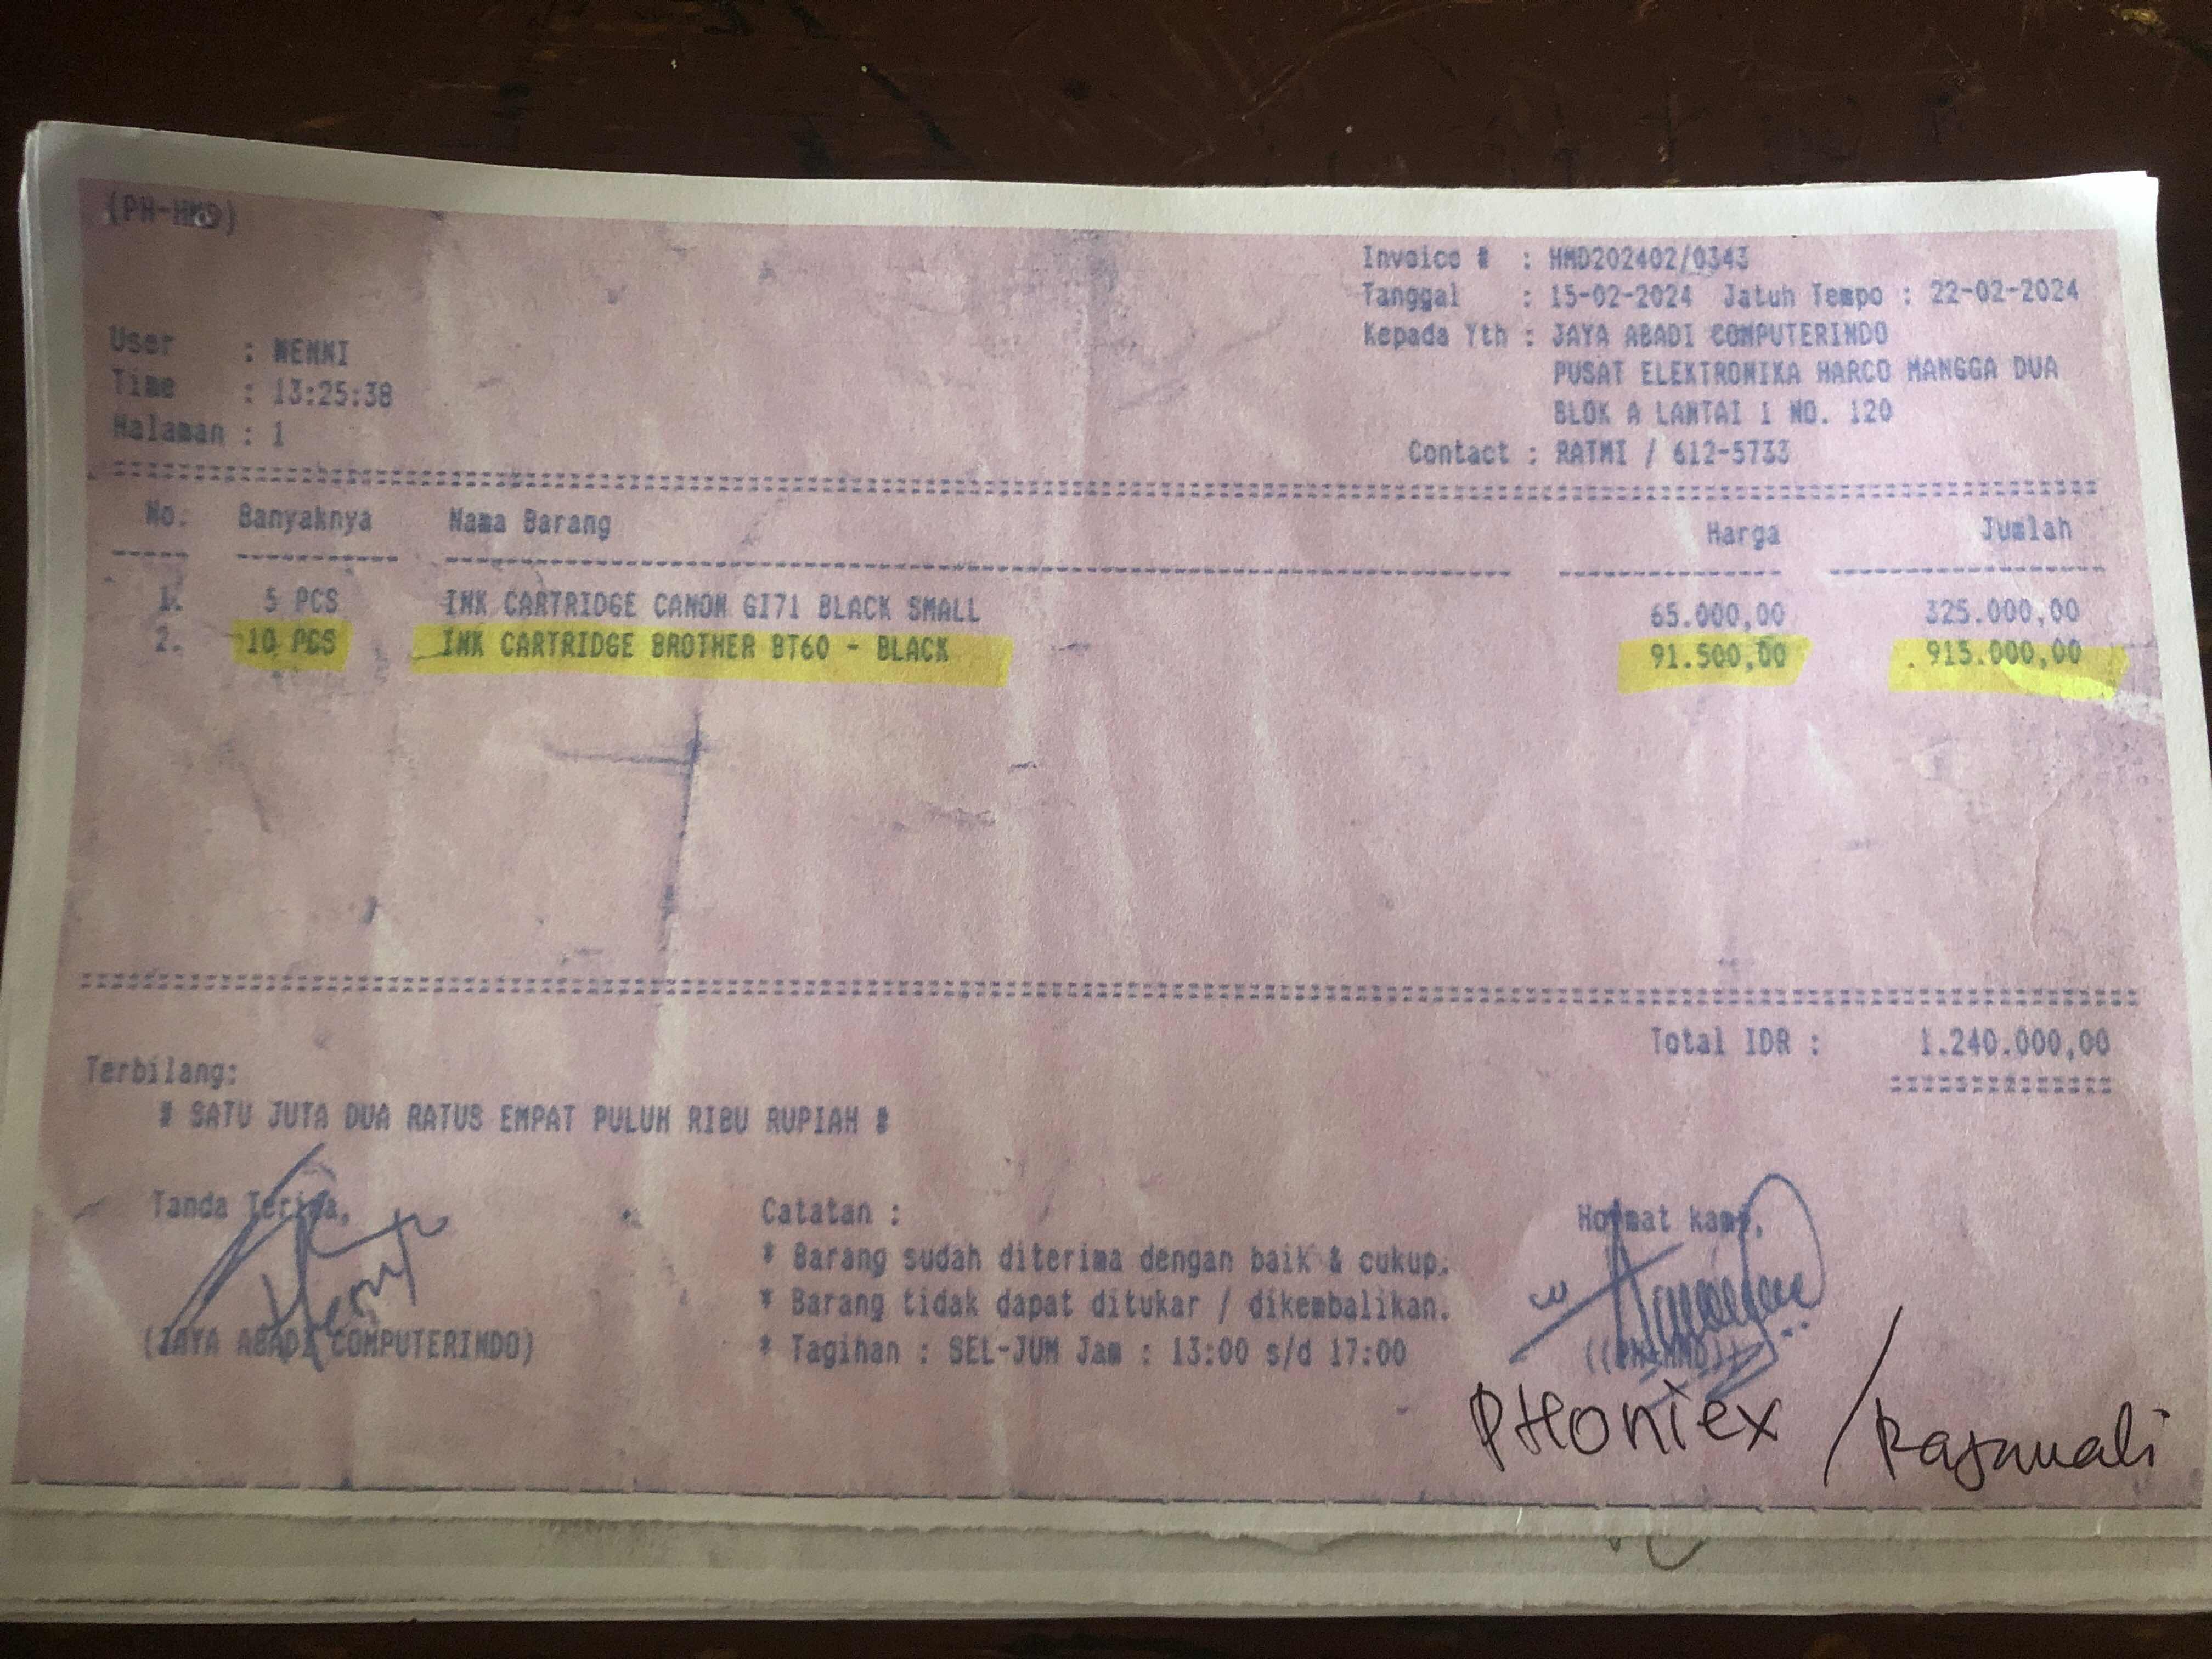 (PH-HMD)
Invoice # : HMD202402/0343
Tanggal : 15-02-2024 Jatuh Tempo : 22-02-2024
Kepada Yth : JAYA ABADI COMPUTERINDO
PUSAT ELEKTRONIKA HARCO MANGGA DUA
BLOK A LANTAI 1 NO. 120
Contact : RATMI / 612-5733
User : WENNI
Time : 13:25:38
Halaman : 1
No. Banyaknya Nama Barang Harga Jumlah
1. 5 PCS INK CARTRIDGE CANON GI71 BLACK SMALL 65.000,00 325.000,00
2. 10 PCS INK CARTRIDGE BROTHER BT60 - BLACK 91.500,00 915.000,00
Total IDR : 1.240.000,00
Terbilang:
# SATU JUTA DUA RATUS EMPAT PULUH RIBU RUPIAH #
Tanda Terima,
(JAYA ABADI COMPUTERINDO)
Catatan :
* Barang sudah diterima dengan baik & cukup.
* Barang tidak dapat ditukar / dikembalikan.
* Tagihan : SEL-JUM Jam : 13:00 s/d 17:00
Hormat kami,
((PH-HMD))
PHoniex / Rajawali